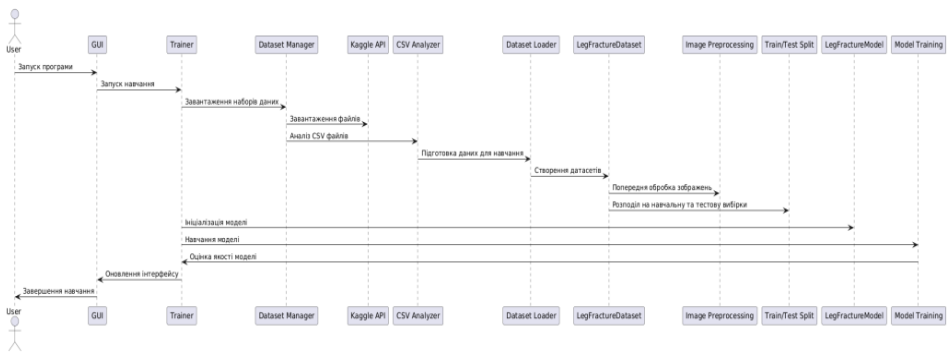 User
GUI
Trainer
Dataset Manager
Kaggle API
CSV Analyzer
Dataset Loader
LegFractureDataset
Image Preprocessing
Train/Test Split
LegFractureModel
Model Training
Запуск програми
Запуск навчання
Завантаження наборів даних
Завантаження файлів
Аналіз CSV файлів
Підготовка даних для навчання
Створення датасетів
Попередня обробка зображень
Розподіл на навчальну та тестову вибірки
Ініціалізація моделі
Навчання моделі
Оцінка якості моделі
Оновлення інтерфейсу
Завершення навчання
User
GUI
Trainer
Dataset Manager
Kaggle API
CSV Analyzer
Dataset Loader
LegFractureDataset
Image Preprocessing
Train/Test Split
LegFractureModel
Model Training